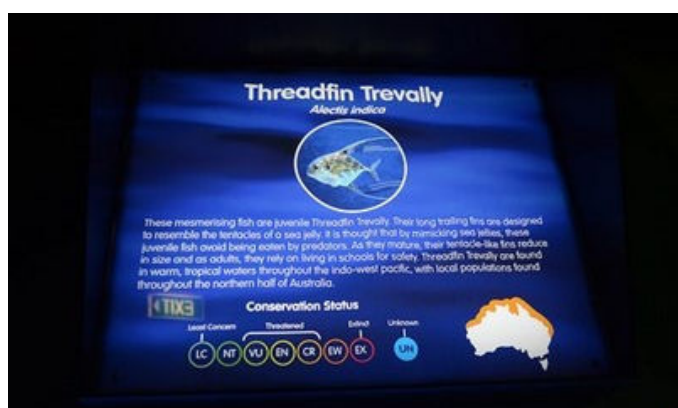 Threadfin Trevally
Alectis indica
These mesmerising fish are juvenile Threadfin Trevally. Their long trailing fins are designed
to resemble the tentacles of a sea jelly. It is thought that by mimicking sea jellies, these
juvenile fish avoid being eaten by predators. As they mature, their tentacle-like fins reduce
in size and as adults, they rely on living in schools for safety. Threadfin Trevally are found
in warm, tropical waters throughout the indo-west pacific, with local populations found
throughout the northern half of Australia.
EXIT
Conservation Status
Least Concern Threatened Extinct Unknown
LC NT VU EN CR EW EX UN